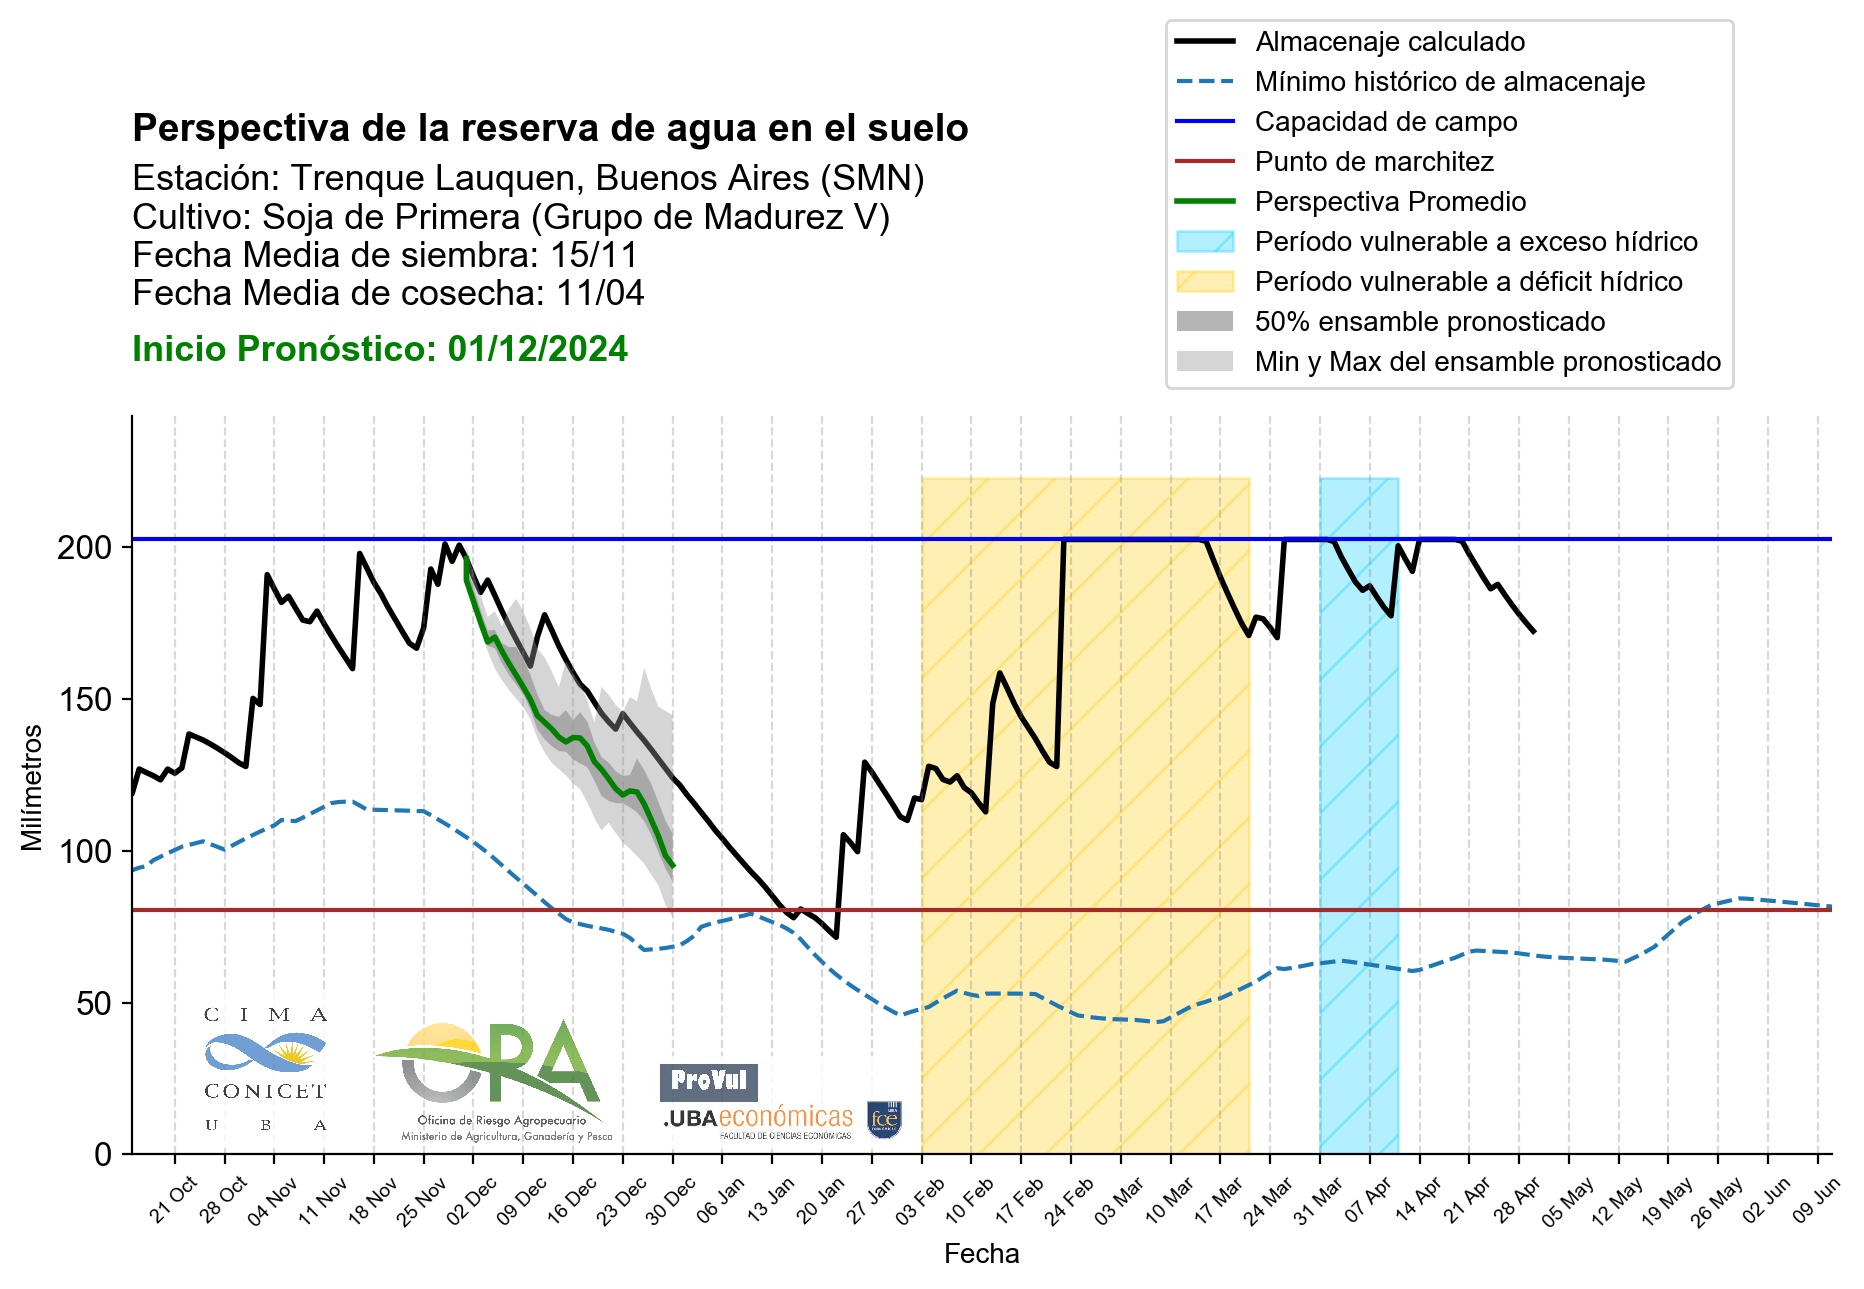 Almacenaje calculado
Mínimo histórico de almacenaje
Capacidad de campo
Punto de marchitez
Perspectiva Promedio
Período vulnerable a exceso hídrico
Período vulnerable a déficit hídrico
50% ensamble pronosticado
Min y Max del ensamble pronosticado
Perspectiva de la reserva de agua en el suelo
Estación: Trenque Lauquen, Buenos Aires (SMN)
Cultivo: Soja de Primera (Grupo de Madurez V)
Fecha Media de siembra: 15/11
Fecha Media de cosecha: 11/04
Inicio Pronóstico: 01/12/2024
Milímetros
200
150
100
50
0
C I M A
CONICET
U B A
ORA
Oficina de Riesgo Agropecuario
Ministerio de Agricultura, Ganadería y Pesca
ProVul
.UBAeconómicas
FACULTAD DE CIENCIAS ECONÓMICAS
UBA
fce
ECONÓMICAS
21 Oct
28 Oct
04 Nov
11 Nov
18 Nov
25 Nov
02 Dec
09 Dec
16 Dec
23 Dec
30 Dec
06 Jan
13 Jan
20 Jan
27 Jan
03 Feb
10 Feb
17 Feb
24 Feb
03 Mar
10 Mar
17 Mar
24 Mar
31 Mar
07 Apr
14 Apr
21 Apr
28 Apr
05 May
12 May
19 May
26 May
02 Jun
09 Jun
Fecha